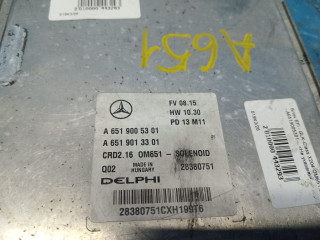 A651
FV 08.15
HW 10.30
PD 13 M11
A 651 900 53 01
A 651 901 33 01
CRD2.16 OM651- SOLENOID
Q02
MADE IN
HUNGARY
28380751
DELPHI
28380751CXH199T6